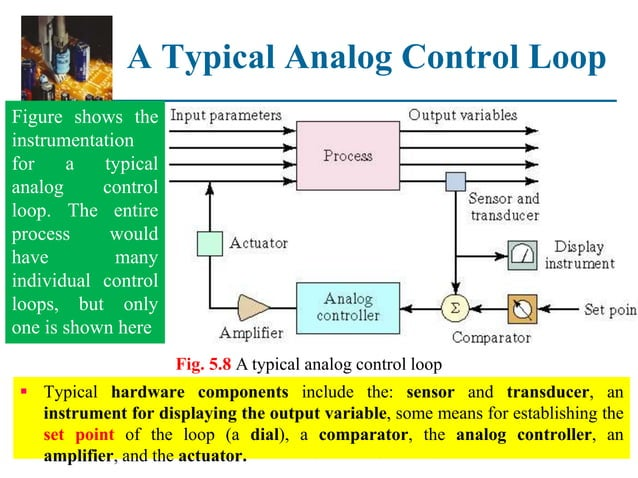 A Typical Analog Control Loop
Figure shows the
instrumentation
for a typical
analog control
loop. The entire
process would
have many
individual control
loops, but only
one is shown here
Input parameters
Output variables
Process
Sensor and
transducer
Actuator
Display
instrument
Analog
controller
Σ
Set poin
Amplifier
Comparator
Fig. 5.8 A typical analog control loop
▪ Typical hardware components include the: sensor and transducer, an
instrument for displaying the output variable, some means for establishing the
set point of the loop (a dial), a comparator, the analog controller, an
amplifier, and the actuator.